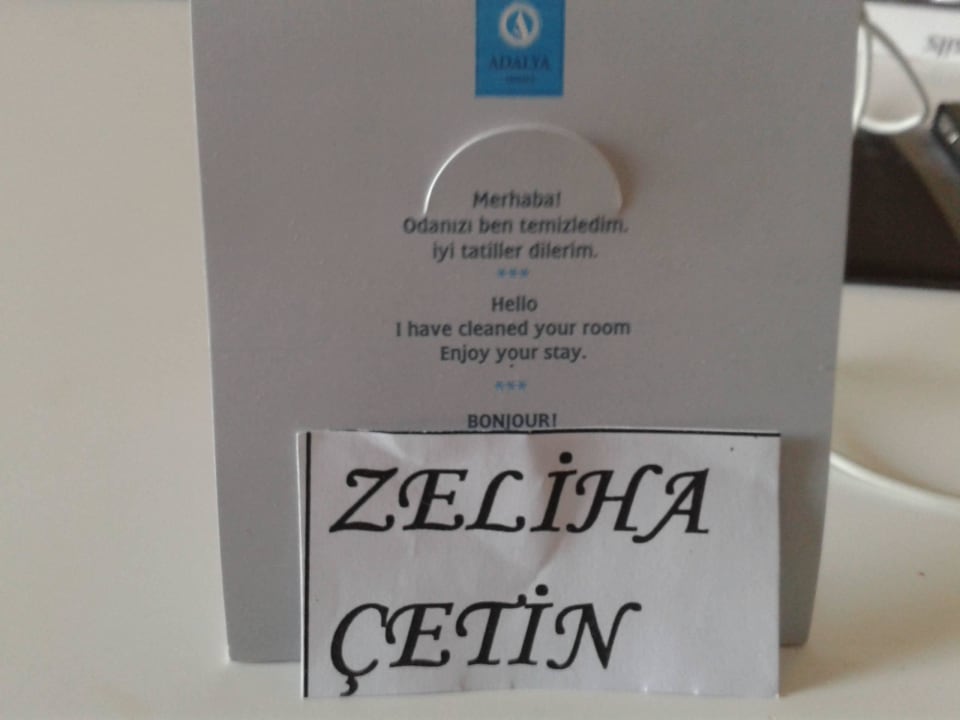 ADALYA
Merhaba!
Odanızı ben temizledim.
iyi tatiller dilerim.
***
Hello
I have cleaned your room
Enjoy your stay.
***
BONJOUR!
ZELİHA
ÇETİN